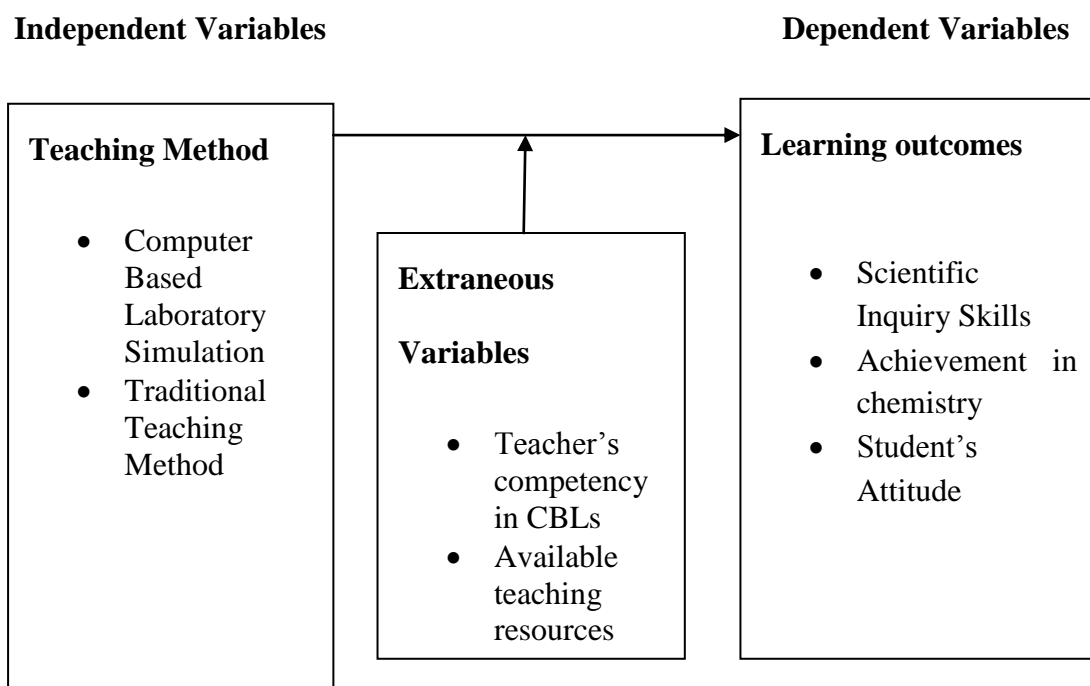 Independent Variables
Dependent Variables
Teaching Method
• Computer
Based
Laboratory
Simulation
• Traditional
Teaching
Method
Extraneous
Variables
• Teacher’s
competency
in CBLs
• Available
teaching
resources
Learning outcomes
• Scientific
Inquiry Skills
• Achievement in
chemistry
• Student’s
Attitude